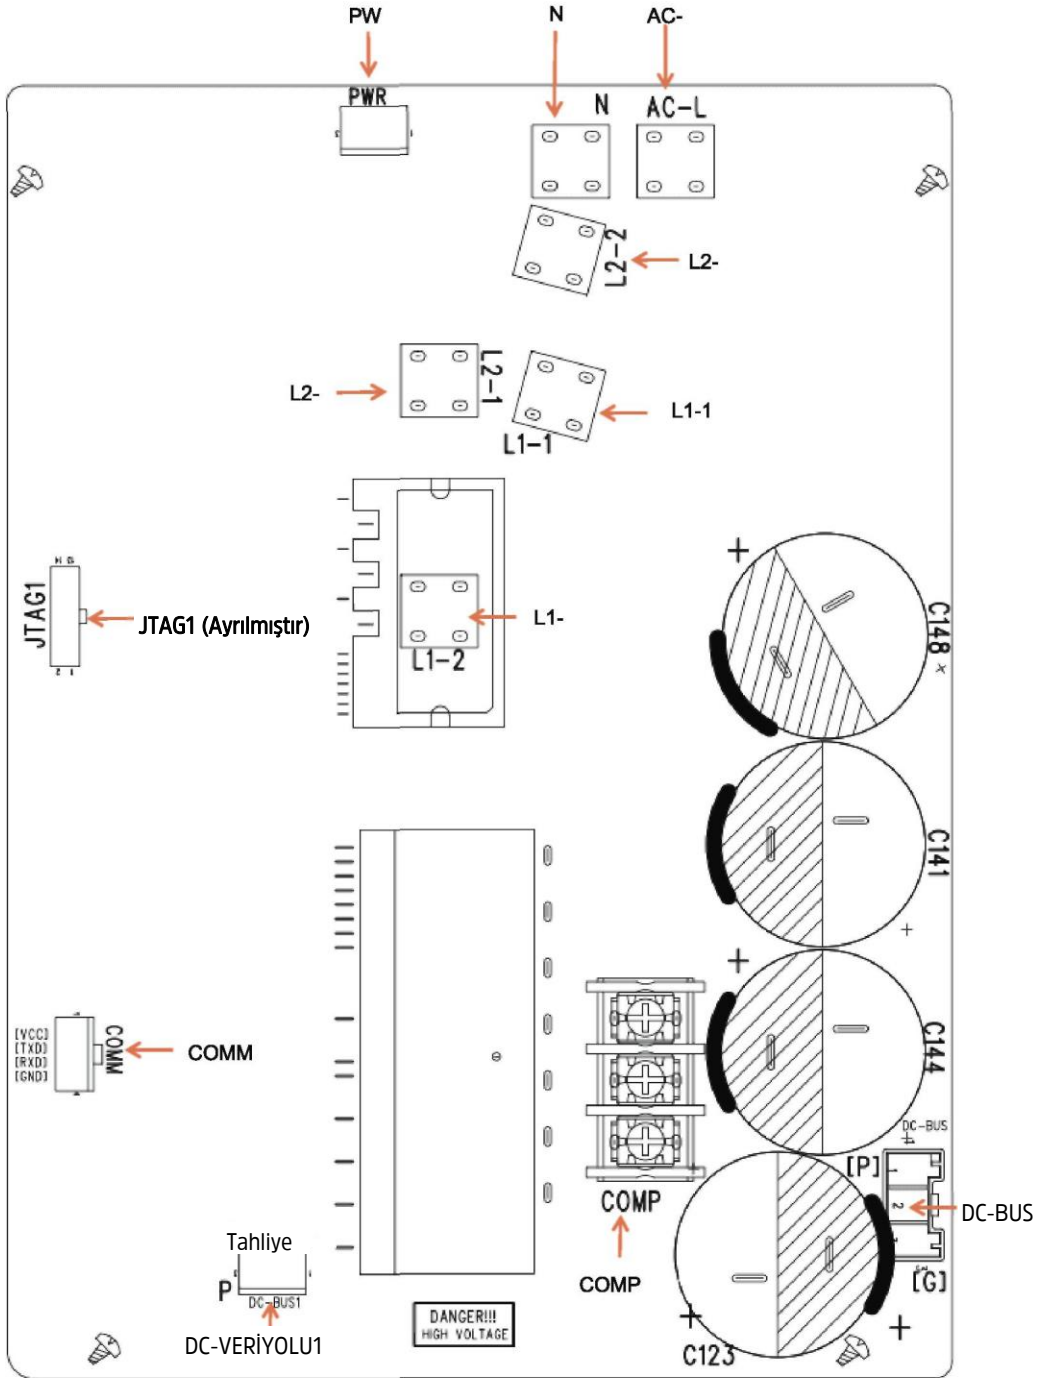 PW
N
AC-
PWR
N
AC-L
L2-2
L2-
L2-1
L2-
L1-1
L1-1
JTAG1
JTAG1 (Ayrılmıştır)
L1-
L1-2
C148
C141
[VCC]
[TXD]
[RXD]
[GND]
COMM
COMM
C144
DC-BUS
[P]
1
2
DC-BUS
[G]
COMP
COMP
Tahliye
P
DC-BUS1
DC-VERİYOLU1
DANGER!!!
HIGH VOLTAGE
C123